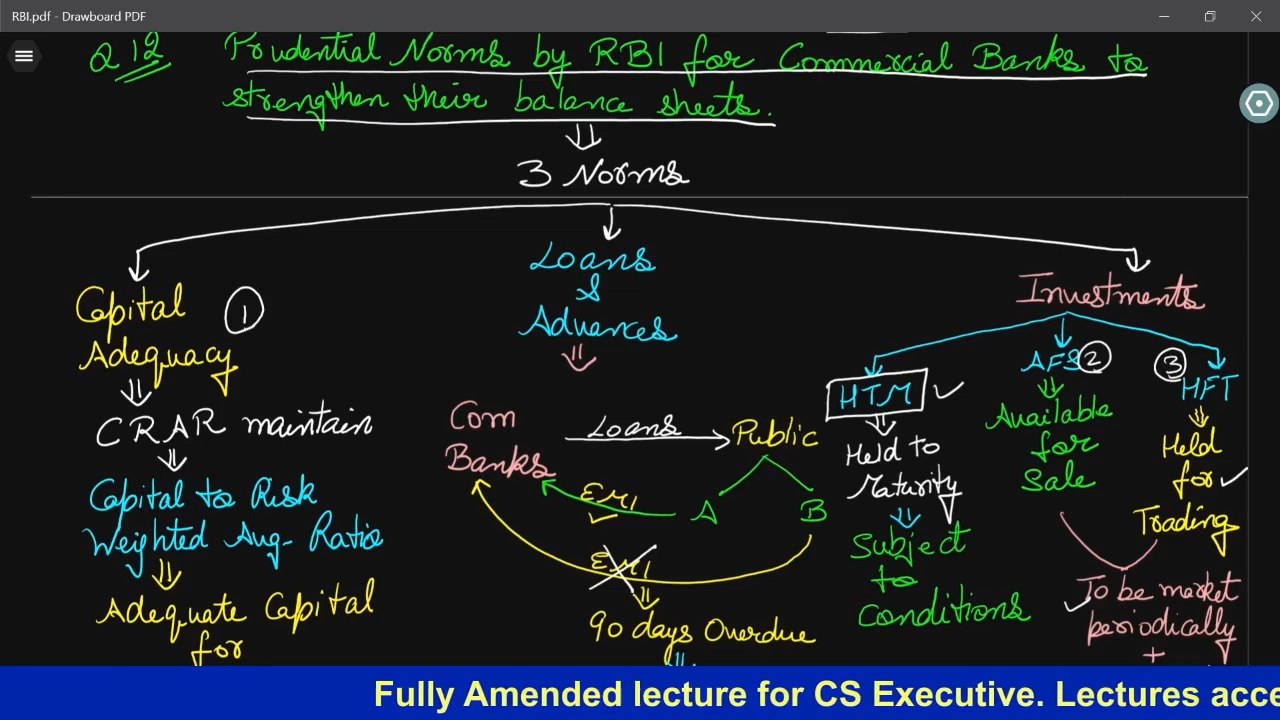 RBI.pdf - Drawboard PDF
Q 12 Prudential Norms by RBI for Commercial Banks to
strengthen their balance sheets.
3 Norms
Capital
Adequacy
1
CRAR maintain
Capital to Risk
Weighted Aug- Ratio
Adequate Capital
for
Loans
&
Advances
Com
Banks
Loans
Public
EMI
A
B
EMI
90 days Overdue
Investments
HTM
Held to
Maturity
Subject
to
Conditions
AFS 2
Available
for
Sale
3
HFT
Held
for
Trading
To be market
periodically
+
Fully Amended lecture for CS Executive. Lectures acce